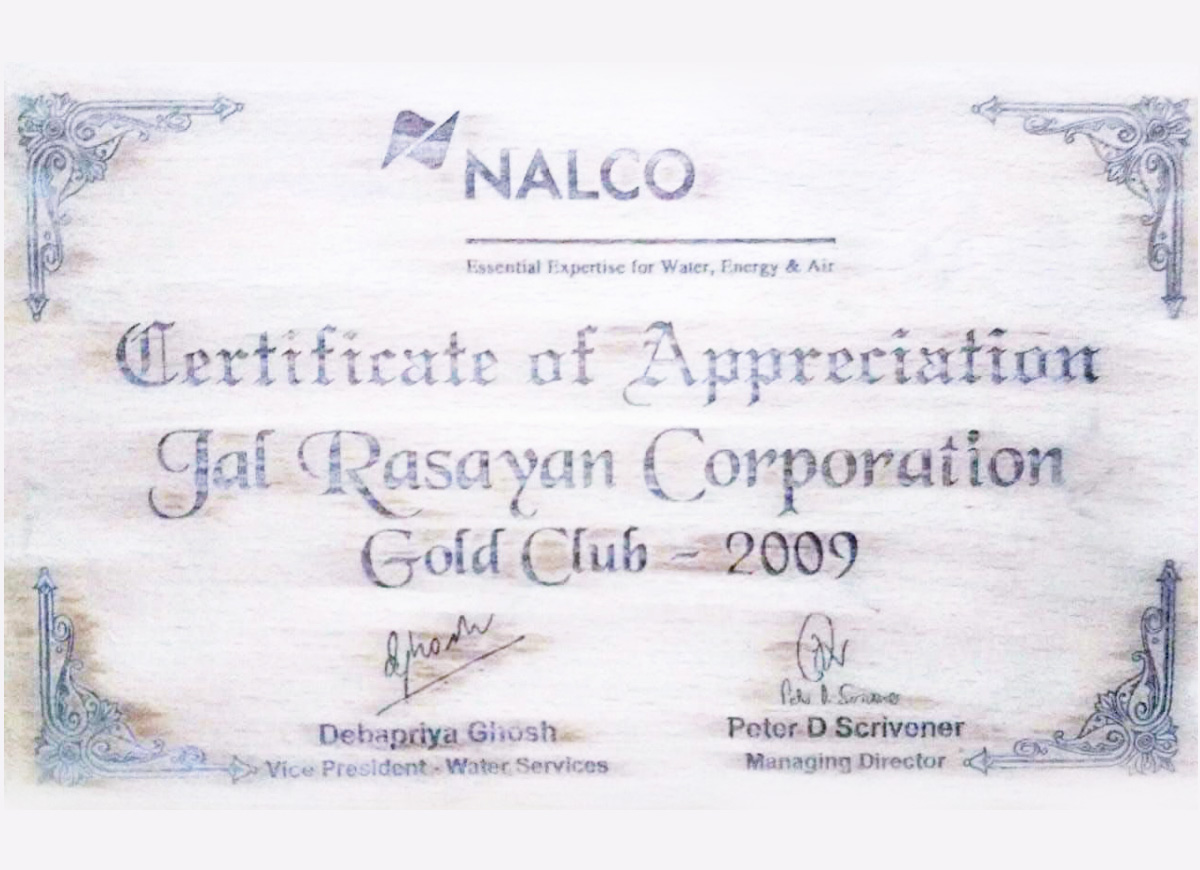 NALCO
Essential Expertise for Water, Energy & Air
Certificate of Appreciation
Jal Rasayan Corporation
Gold Club - 2009
Debapriya Ghosh
Vice President - Water Services
Peter D Scrivener
Managing Director